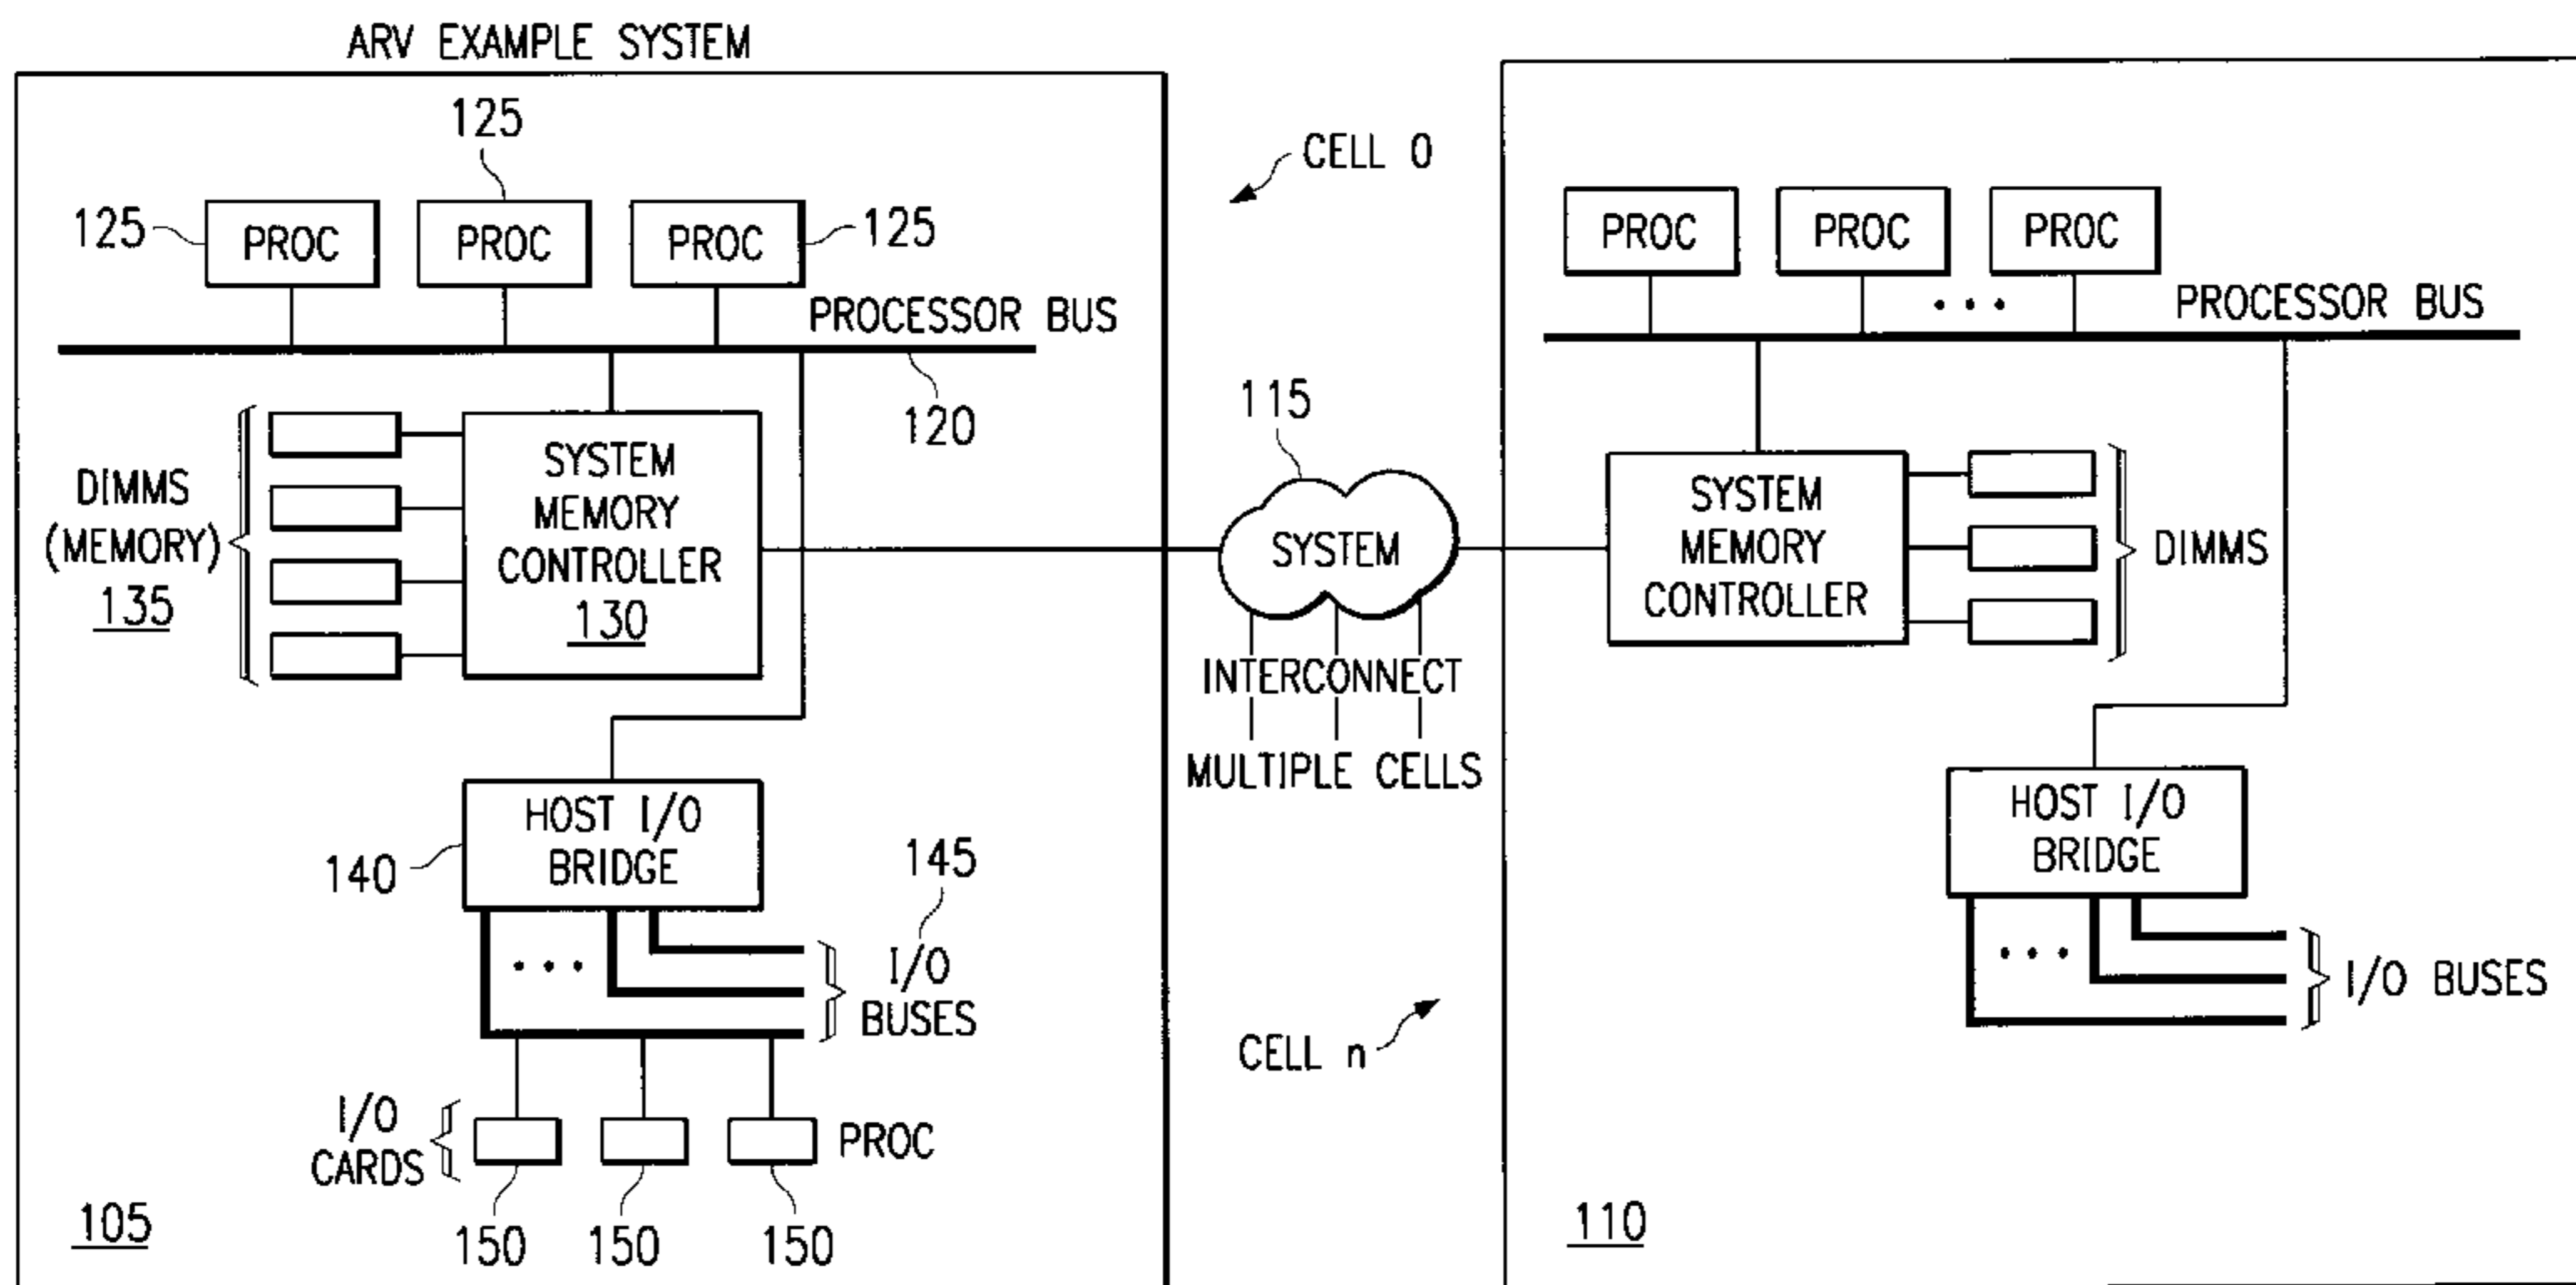 ARV EXAMPLE SYSTEM
125
125
PROC
PROC
PROC
125
PROCESSOR BUS
120
DIMMS
(MEMORY)
135
SYSTEM
MEMORY
CONTROLLER
130
HOST I/O
BRIDGE
140
145
I/O
BUSES
I/O
CARDS
PROC
150
150
150
105
CELL 0
115
SYSTEM
INTERCONNECT
MULTIPLE CELLS
CELL n
PROC
PROC
PROC
• • •
PROCESSOR BUS
SYSTEM
MEMORY
CONTROLLER
DIMMS
HOST I/O
BRIDGE
I/O BUSES
110